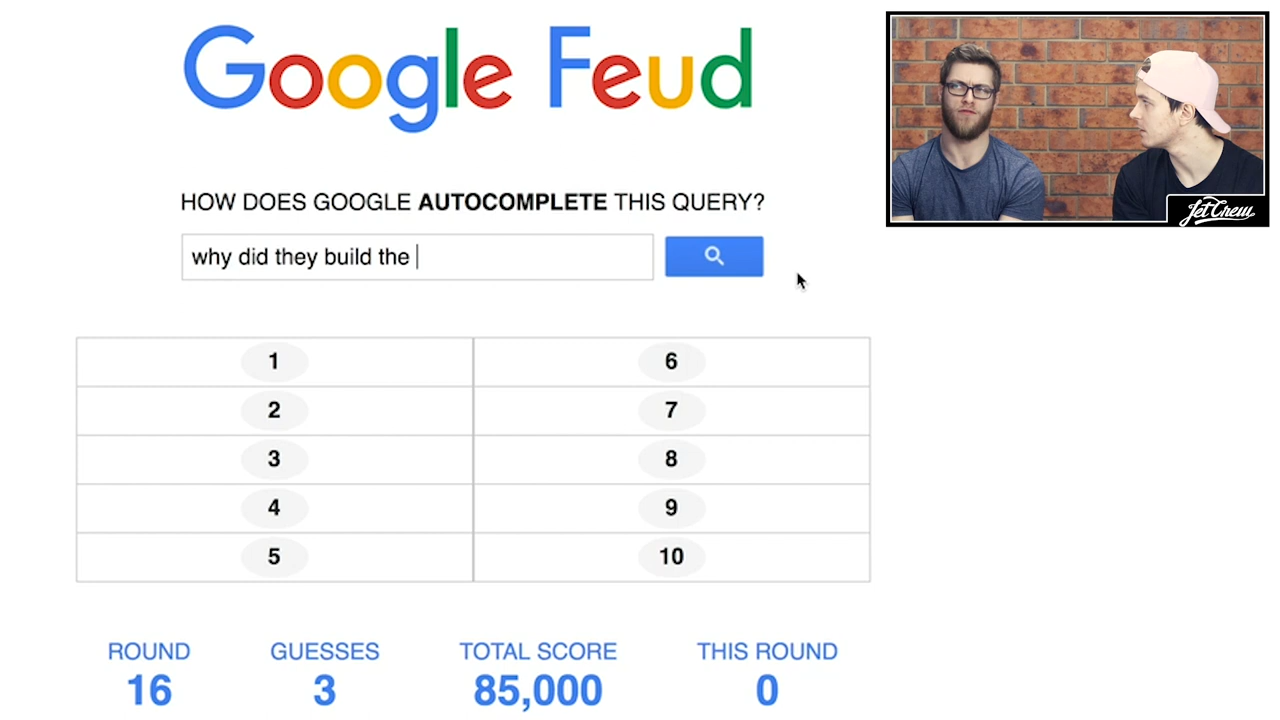 Google Feud
HOW DOES GOOGLE AUTOCOMPLETE THIS QUERY?
why did they build the
1
2
3
4
5
6
7
8
9
10
ROUND
16
GUESSES
3
TOTAL SCORE
85,000
THIS ROUND
0
JetCrew